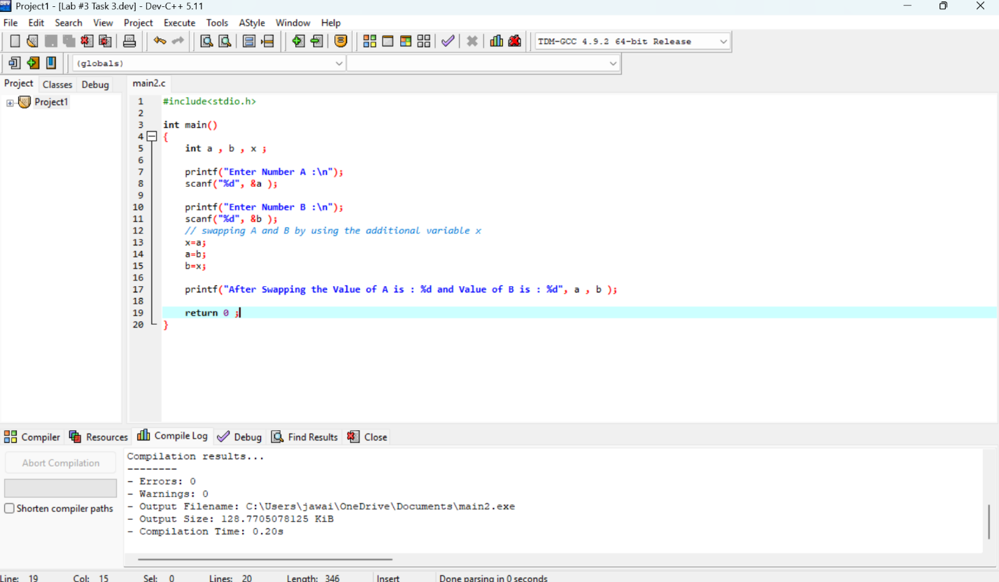 Project1 - [Lab #3 Task 3.dev] - Dev-C++ 5.11
File Edit Search View Project Execute Tools AStyle Window Help
TDM-GCC 4.9.2 64-bit Release
(globals)
Project Classes Debug main2.c
Project1
1 #include<stdio.h>
2
3 int main()
4 {
5 int a , b , x ;
6
7 printf("Enter Number A :\n");
8 scanf("%d", &a );
9
10 printf("Enter Number B :\n");
11 scanf("%d", &b );
12 // swapping A and B by using the additional variable x
13 x=a;
14 a=b;
15 b=x;
16
17 printf("After Swapping the Value of A is : %d and Value of B is : %d", a , b );
18
19 return 0 ;
20 }
Compiler Resources Compile Log Debug Find Results Close
Abort Compilation
Shorten compiler paths
Compilation results...
--------
- Errors: 0
- Warnings: 0
- Output Filename: C:\Users\jawai\OneDrive\Documents\main2.exe
- Output Size: 128.7705078125 KiB
- Compilation Time: 0.20s
Line: 19 Col: 15 Sel: 0 Lines: 20 Length: 346 Insert Done parsing in 0 seconds